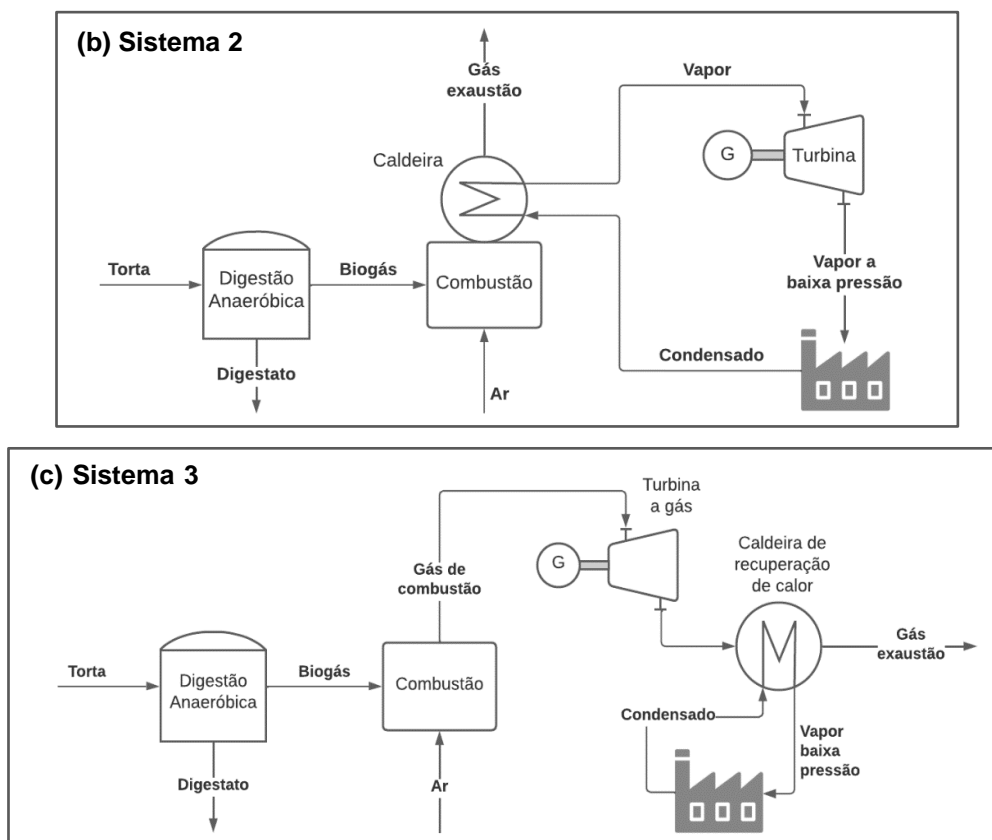 (b) Sistema 2
Gás
exaustão
Vapor
Caldeira
G
Turbina
Torta
Digestão
Anaeróbica
Biogás
Combustão
Vapor a
baixa pressão
Condensado
Digestato
Ar
(c) Sistema 3
Turbina
a gás
G
Gás de
combustão
Caldeira de
recuperação
de calor
Gás
exaustão
Torta
Digestão
Anaeróbica
Biogás
Combustão
Condensado
Vapor
baixa
pressão
Digestato
Ar